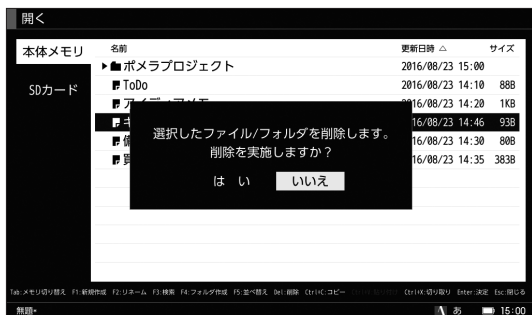 開く
本体メモリ
SDカード
名前 更新日時 △ サイズ
ポメラプロジェクト 2016/08/23 15:00
ToDo 2016/08/23 14:10 88B
16/08/23 14:20 1KB
16/08/23 14:46 93B
16/08/23 14:30 80B
16/08/23 14:35 383B
選択したファイル/フォルダを削除します。
削除を実施しますか？
は い いいえ
Tab:メモリ切り替え F1:新規作成 F2:リネーム F3:検索 F4:フォルダ作成 F5:並べ替え Del:削除 Ctrl+C:コピー Ctrl+X:切り取り Enter:決定 Esc:閉じる
無題* A あ 15:00